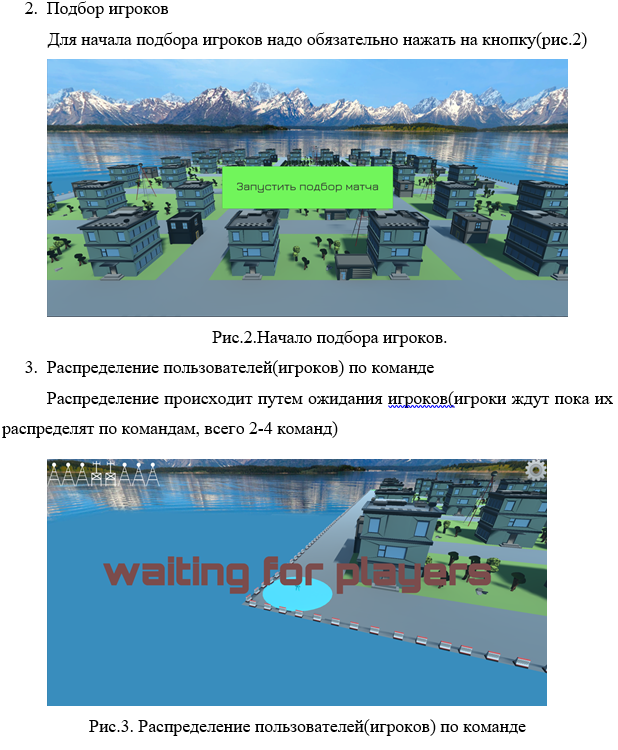 2. Подбор игроков
Для начала подбора игроков надо обязательно нажать на кнопку(рис.2)
Запустить подбор матча
Рис.2.Начало подбора игроков.
3. Распределение пользователей(игроков) по команде
Распределение происходит путем ожидания игроков(игроки ждут пока их
распределят по командам, всего 2-4 команд)
waiting for players
Рис.3. Распределение пользователей(игроков) по команде